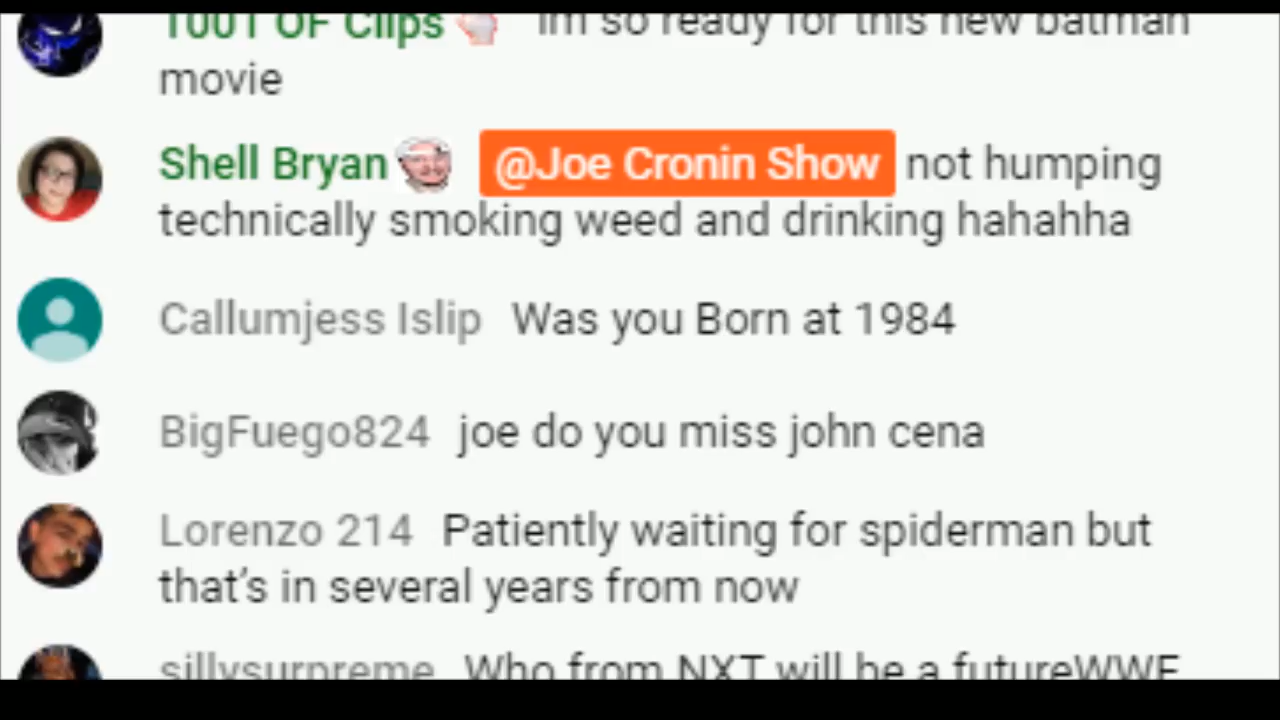 1001 OF Clips im so ready for this new batman
movie
Shell Bryan @Joe Cronin Show not humping
technically smoking weed and drinking hahahha
Callumjess Islip Was you Born at 1984
BigFuego824 joe do you miss john cena
Lorenzo 214 Patiently waiting for spiderman but
that's in several years from now
sillysurpreme Who from NXT will be a futureWWE